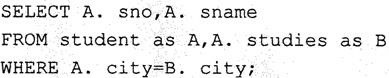 SELECT A. sno,A. sname
FROM student as A,A. studies as B
WHERE A. city=B. city;